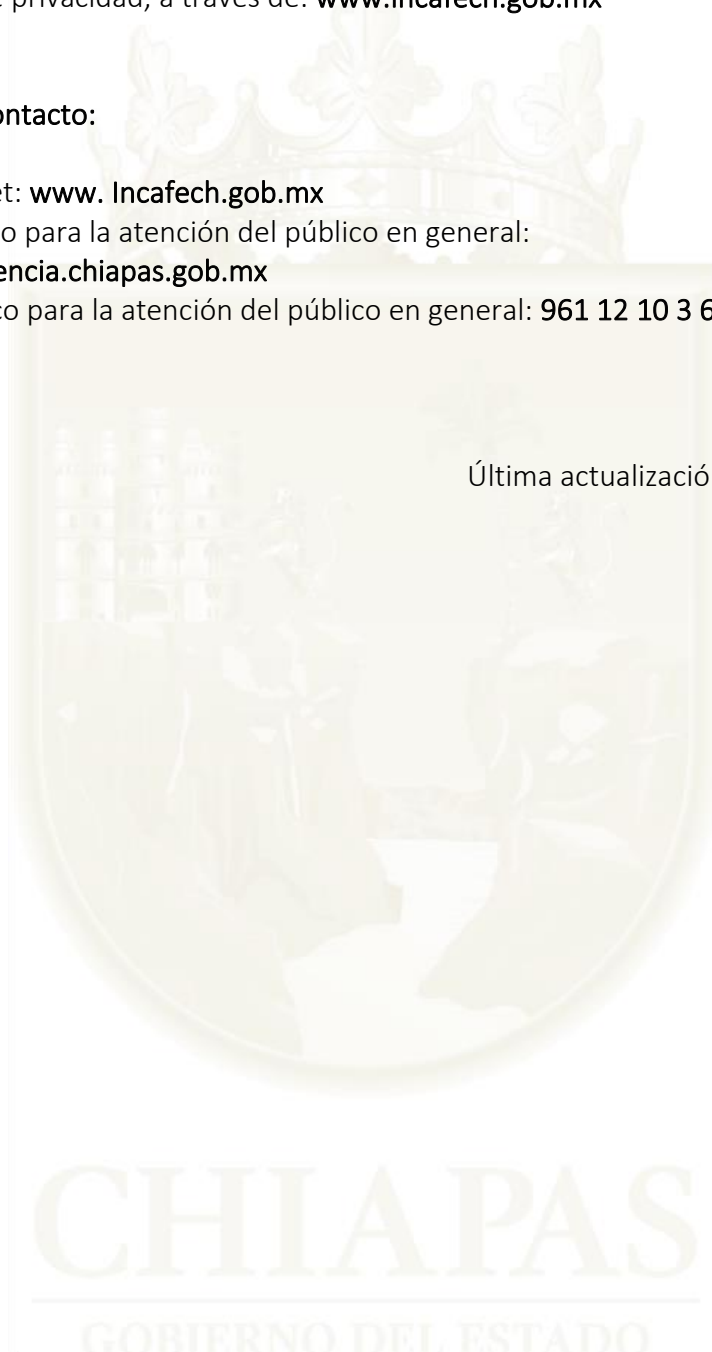 privacidad, a través de: www.incafech.gob.mx
ontacto:
et: www. Incafech.gob.mx
o para la atención del público en general:
encia.chiapas.gob.mx
co para la atención del público en general: 961 12 10 3 6
Última actualizació
CHIAPAS
GOBIERNO DEL ESTADO